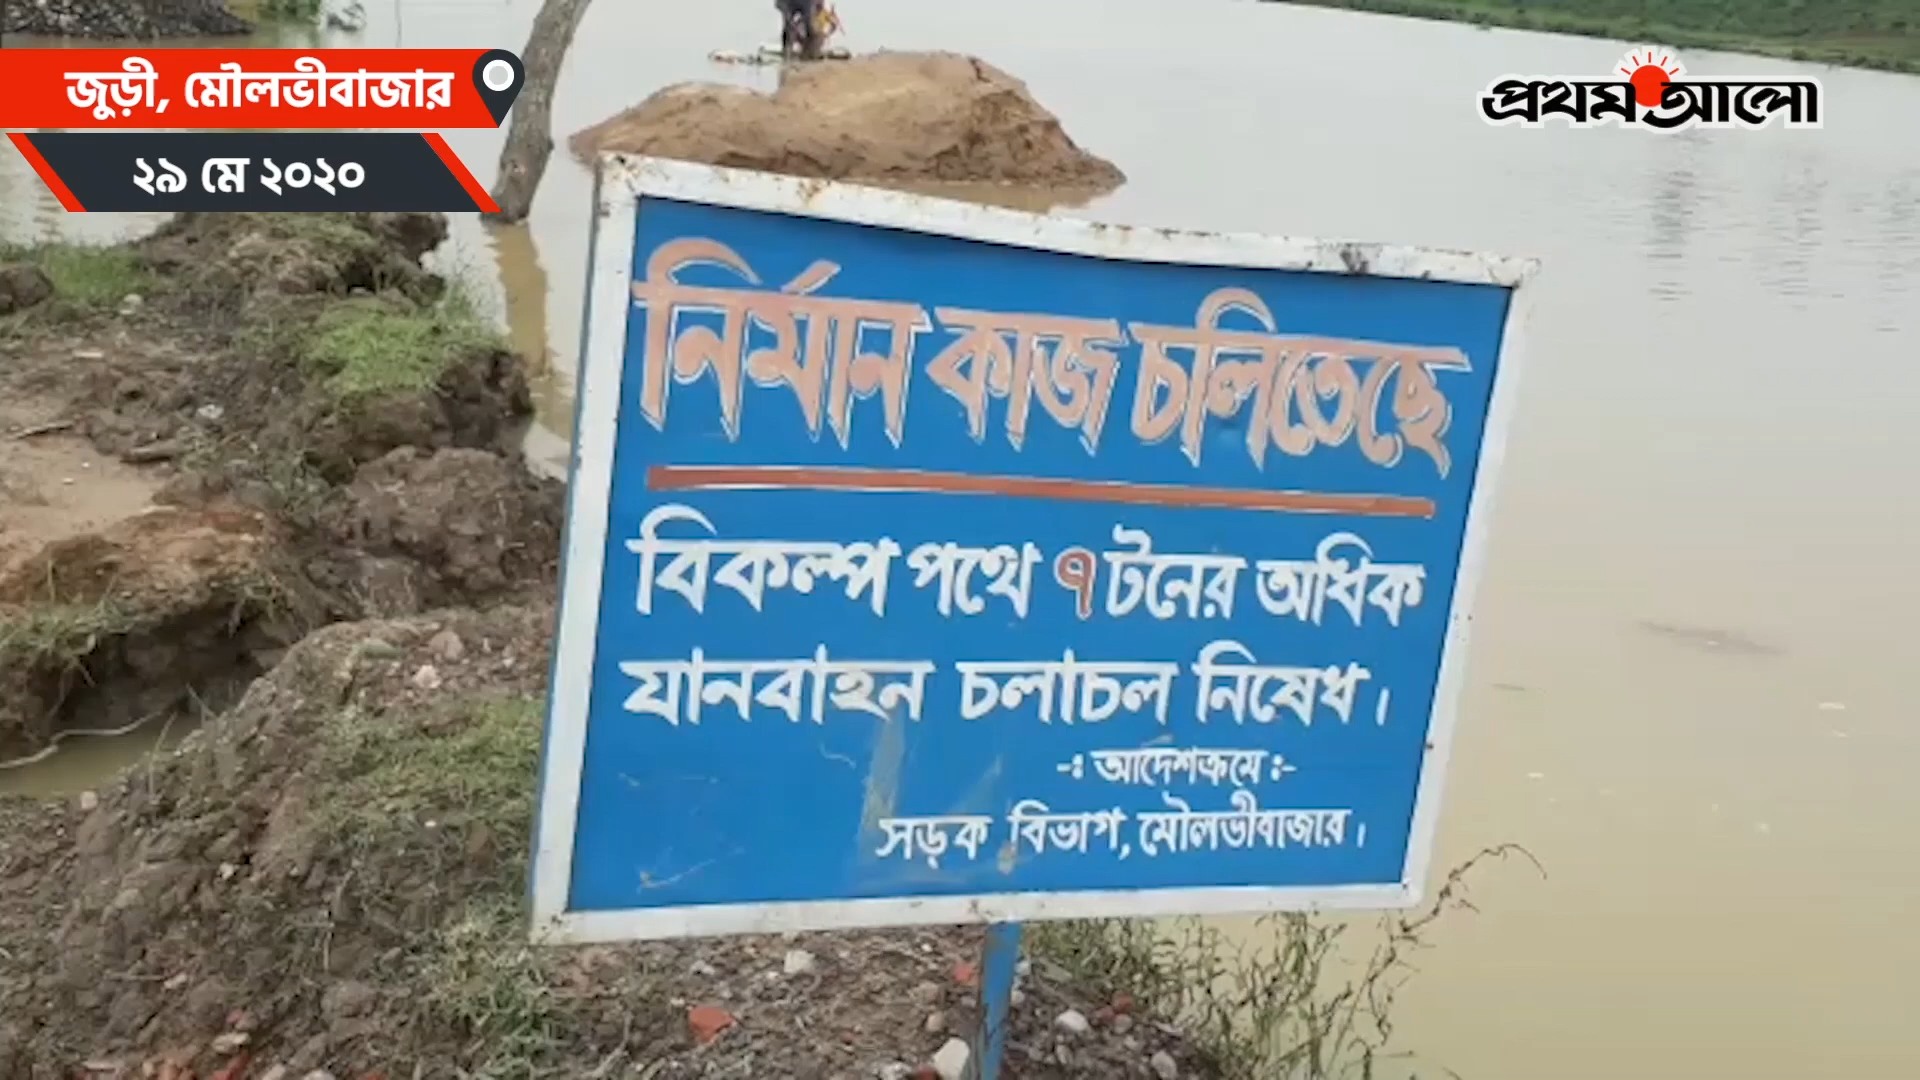 জুড়ী, মৌলভীবাজার
২৯ মে ২০২০
প্রথম আলো
নির্মান কাজ চলিতেছে
বিকল্প পথে ৭ টনের অধিক
যানবাহন চলাচল নিষেধ।
-ঃ আদেশক্রমে ঃ-
সড়ক বিভাগ, মৌলভীবাজার।